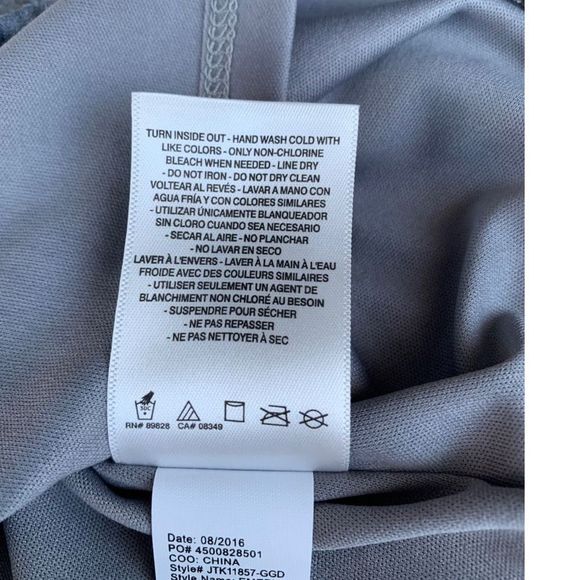 TURN INSIDE OUT - HAND WASH COLD WITH
LIKE COLORS - ONLY NON-CHLORINE
BLEACH WHEN NEEDED - LINE DRY
- DO NOT IRON - DO NOT DRY CLEAN
VOLTEAR AL REVÉS - LAVAR A MANO CON
AGUA FRÍA Y CON COLORES SIMILARES
- UTILIZAR ÚNICAMENTE BLANQUEADOR
SIN CLORO CUANDO SEA NECESARIO
- SECAR AL AIRE - NO PLANCHAR
- NO LAVAR EN SECO
LAVER À L'ENVERS - LAVER À LA MAIN À L'EAU
FROIDE AVEC DES COULEURS SIMILAIRES
- UTILISER SEULEMENT UN AGENT DE
BLANCHIMENT NON CHLORÉ AU BESOIN
- SUSPENDRE POUR SÉCHER
- NE PAS REPASSER
- NE PAS NETTOYER À SEC
30C
RN# 89828 CA# 08349
Date: 08/2016
PO# 4500828501
COO: CHINA
Style# JTK11857-GGD
Style Name: